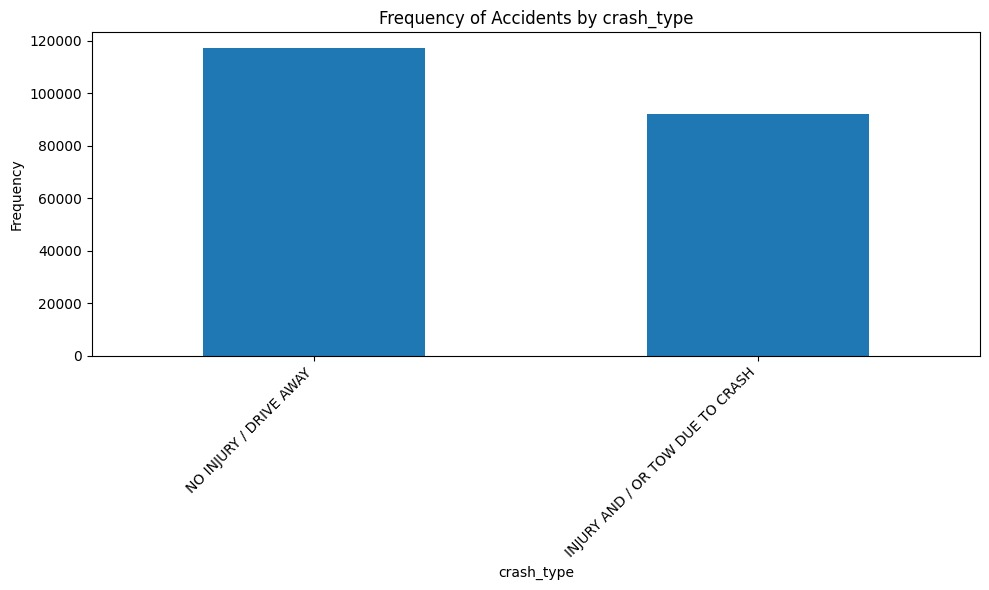 Frequency of Accidents by crash_type
120000
100000
80000
60000
40000
20000
0
Frequency
NO INJURY / DRIVE AWAY
INJURY AND / OR TOW DUE TO CRASH
crash_type